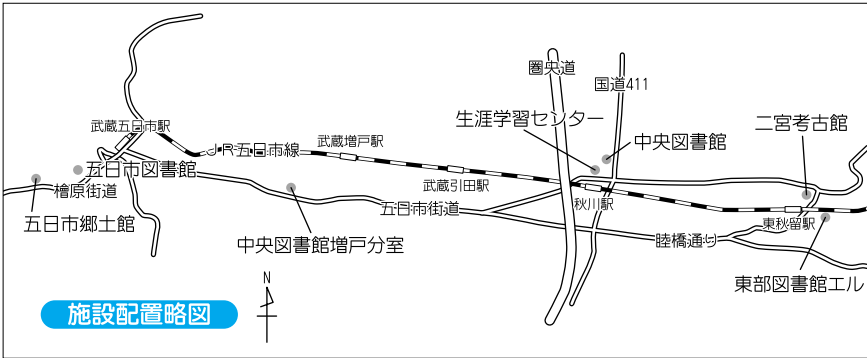 圏央道
国道411
生涯学習センター
中央図書館
二宮考古館
武蔵五日市駅
JR五日市線
武蔵増戸駅
五日市図書館
武蔵引田駅
檜原街道
秋川駅
五日市街道
東秋留駅
五日市郷土館
中央図書館増戸分室
睦橋通り
東部図書館エル
N
施設配置略図